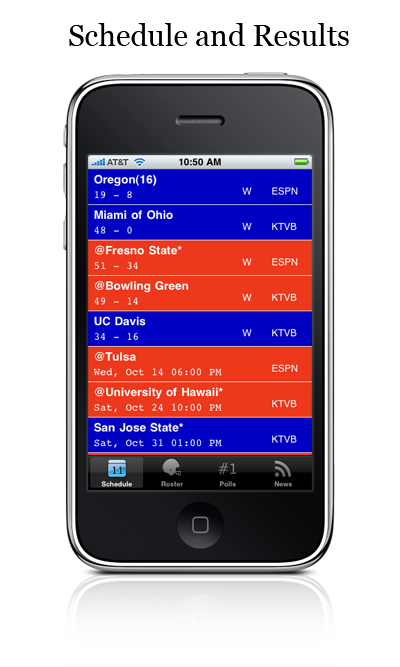 Schedule and Results
AT&T 10:50 AM
Oregon(16)
19 - 8 W ESPN
Miami of Ohio
48 - 0 W KTVB
@Fresno State*
51 - 34 W ESPN
@Bowling Green
49 - 14 W KTVB
UC Davis
34 - 16 W KTVB
@Tulsa
Wed, Oct 14 06:00 PM ESPN
@University of Hawaii*
Sat, Oct 24 10:00 PM KTVB
San Jose State*
Sat, Oct 31 01:00 PM KTVB
11 #1
Schedule Roster Polls News